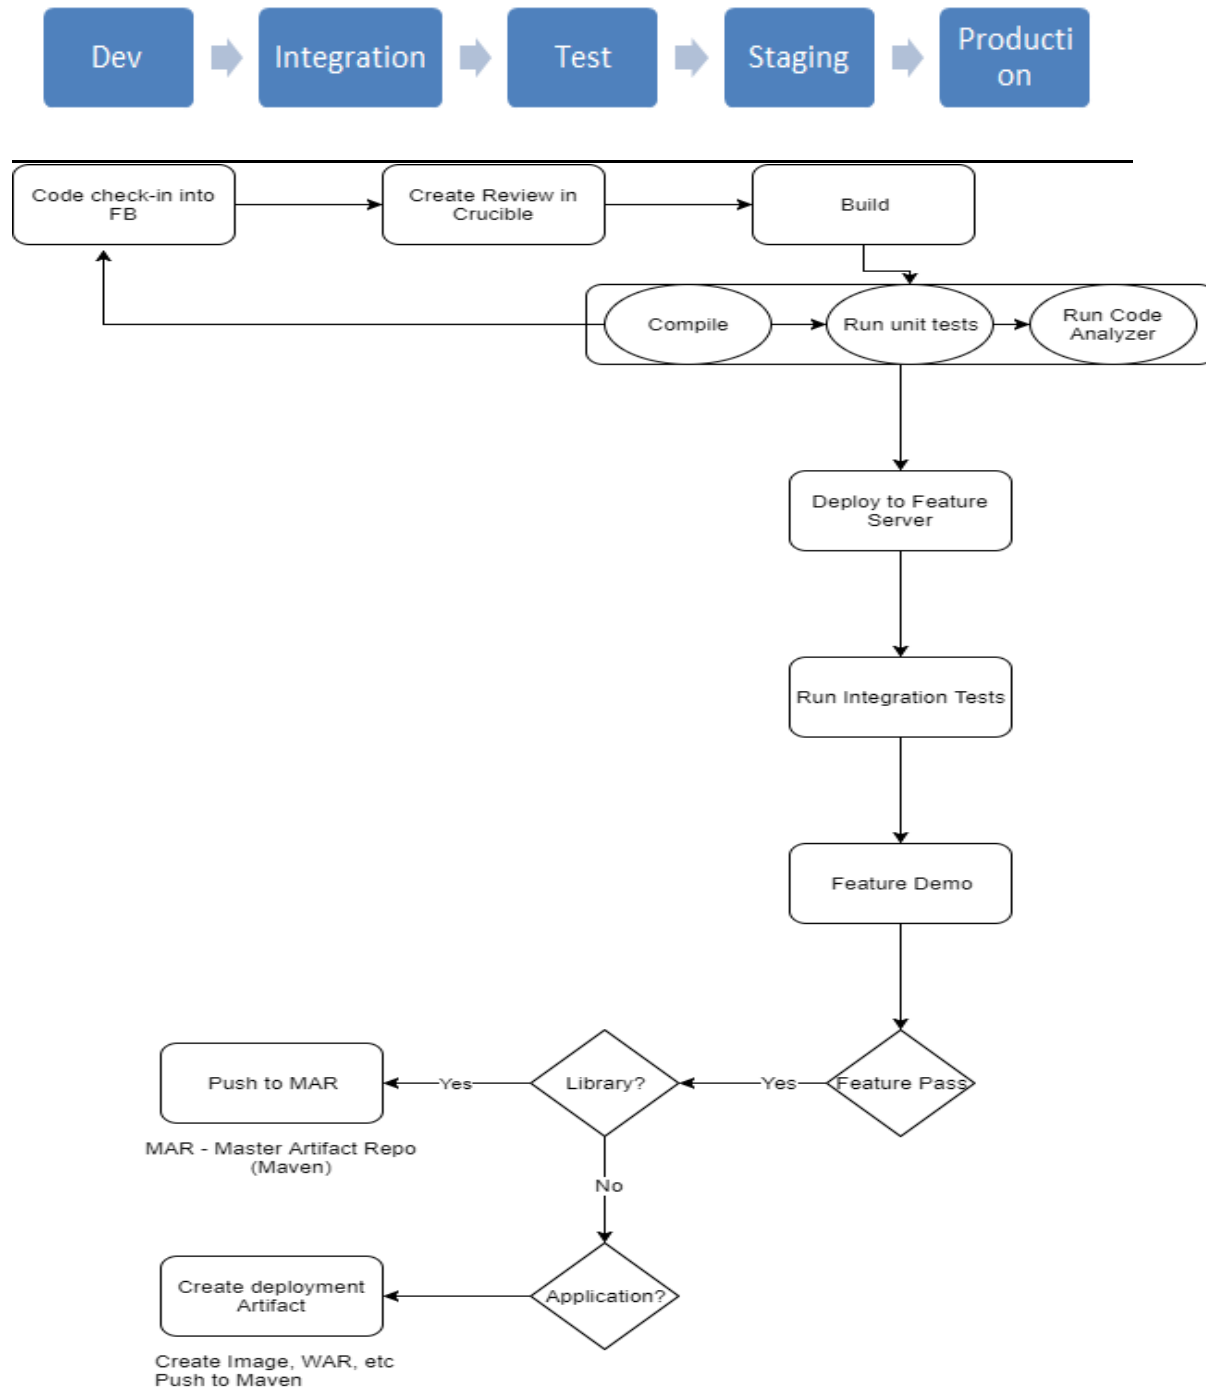 Dev
Integration
Test
Staging
Producti
on
Code check-in into
FB
Create Review in
Crucible
Build
Compile
Run unit tests
Run Code
Analyzer
Deploy to Feature
Server
Run Integration Tests
Feature Demo
Feature Pass
Yes
Library?
Yes
Push to MAR
MAR - Master Artifact Repo
(Maven)
No
Application?
Create deployment
Artifact
Create Image, WAR, etc
Push to Maven